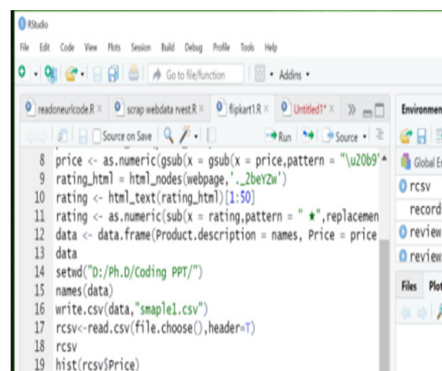 RStudio
File Edit Code View Plots Session Build Debug Profile Tools Help
Go to file/function Addins
readoneurlcode.R scrap webdata rvest.R flipkart1.R Untitled1* Environmen
Source on Save Run Source
Global En
8 price <- as.numeric(gsub(x = gsub(x = price,pattern = "\u20b9"
9 rating_html = html_nodes(webpage,'._2beYZw')
10 rating <- html_text(rating_html)[1:50]
11 rating <- as.numeric(sub(x = rating,pattern = " ★",replacemen
12 data <- data.frame(Product.description = names, Price = price
13 data
14 setwd("D:/Ph.D/Coding PPT/")
15 names(data)
16 write.csv(data,"smaple1.csv")
17 rcsv<-read.csv(file.choose(),header=T)
18 rcsv
19 hist(rcsv$Price)
rcsv
record
review
review
Files Plot